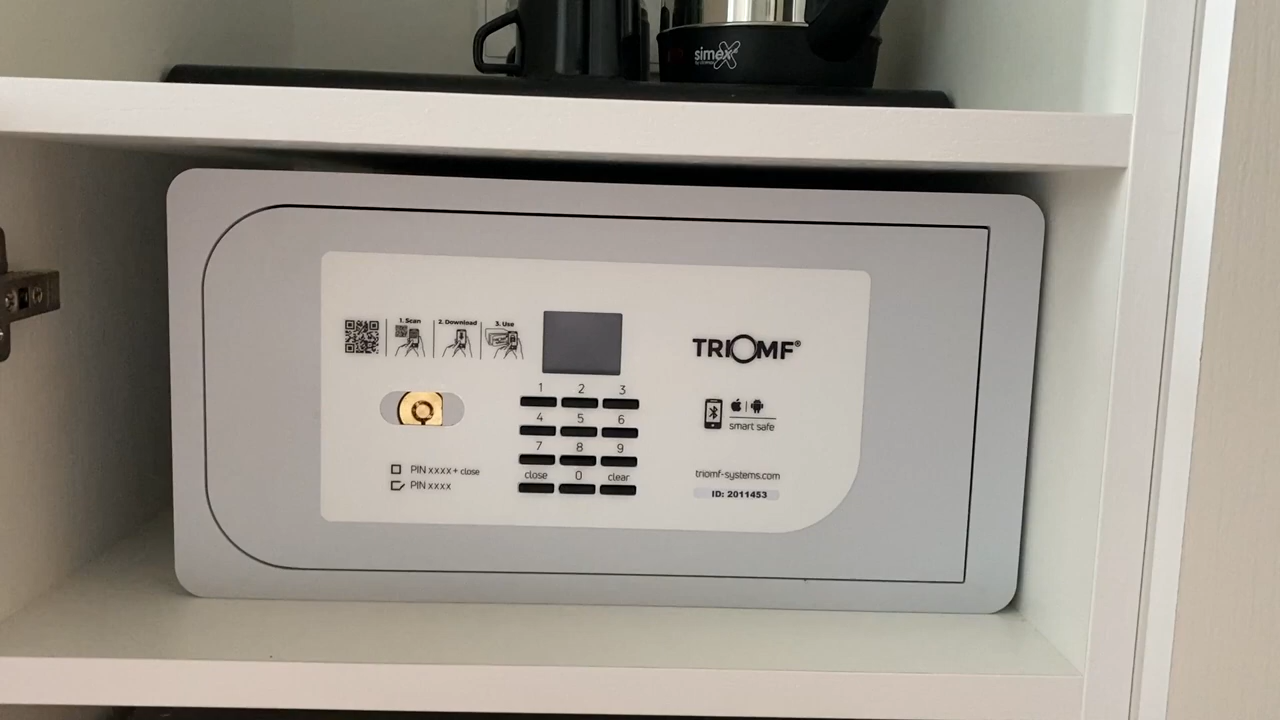 simex
1. Scan
2. Download
3. Use
TRIOMF®
1 2 3
4 5 6
7 8 9
close 0 clear
smart safe
PIN xxxx + close
PIN xxxx
triomf-systems.com
ID: 2011453